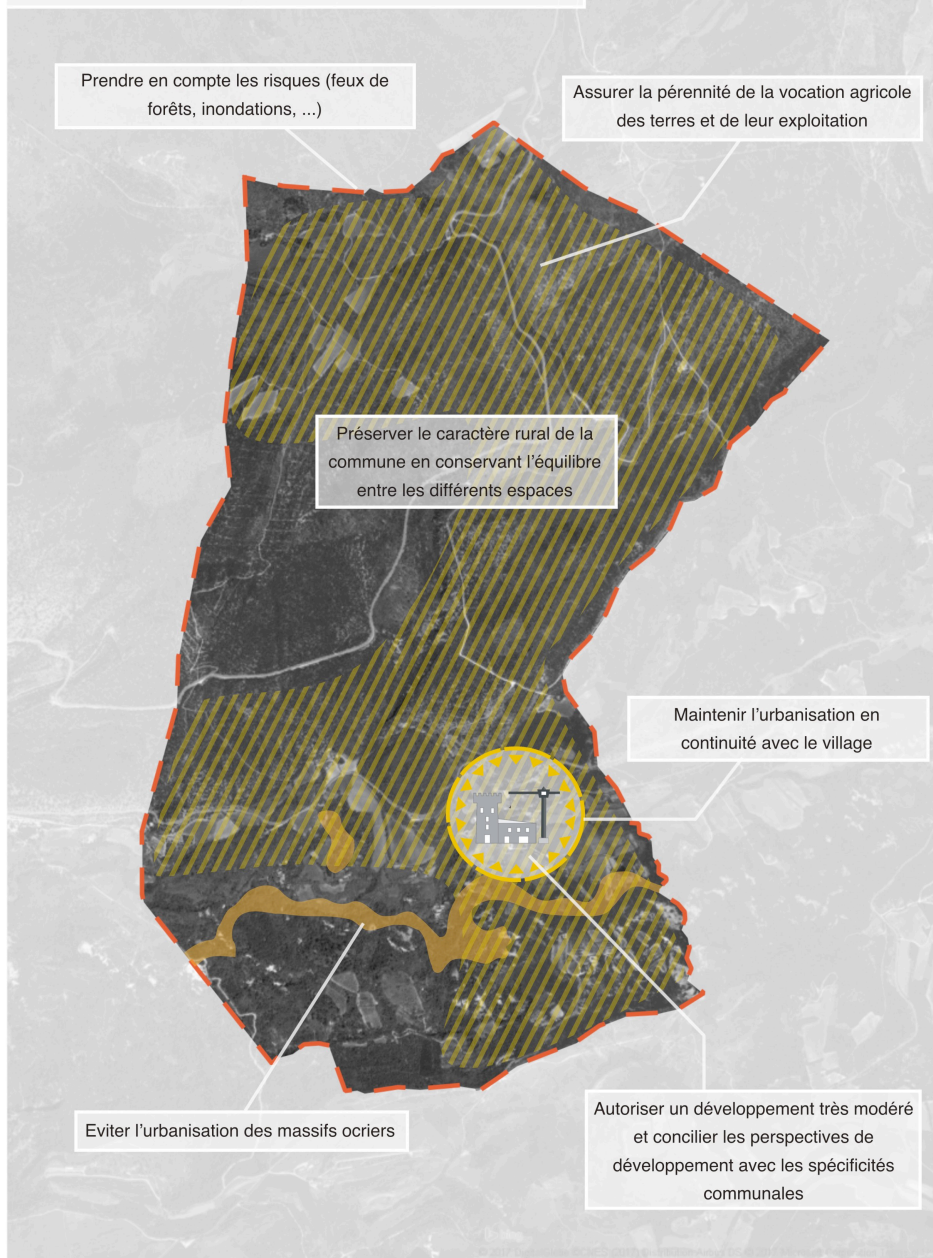 Prendre en compte les risques (feux de
forêts, inondations, ...)
Assurer la pérennité de la vocation agricole
des terres et de leur exploitation
Préserver le caractère rural de la
commune en conservant l’équilibre
entre les différents espaces
Maintenir l’urbanisation en
continuité avec le village
Eviter l’urbanisation des massifs ocriers
Autoriser un développement très modéré
et concilier les perspectives de
développement avec les spécificités
communales